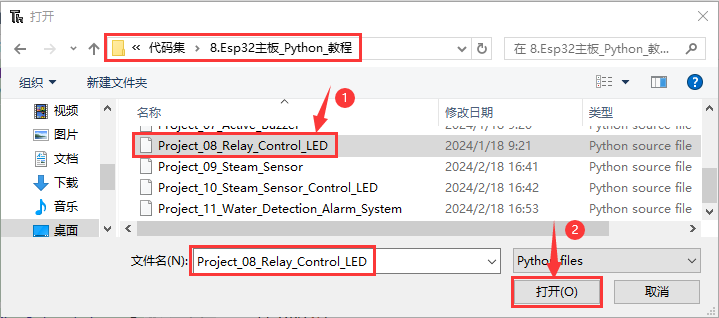 打开
« 代码集 › 8.Esp32主板_Python_教程
在 8.Esp32主板_Python_教...
组织 新建文件夹
名称 修改日期 类型
视频
Project_07_Active_Buzzer 2024/1/18 9:20 Python source file
1
图片 Project_08_Relay_Control_LED 2024/1/18 9:21 Python source file
文档 Project_09_Steam_Sensor 2024/2/18 16:41 Python source file
下载 Project_10_Steam_Sensor_Control_LED 2024/2/18 16:42 Python source file
音乐 Project_11_Water_Detection_Alarm_System 2024/2/18 16:53 Python source file
桌面
2
文件名(N): Project_08_Relay_Control_LED Python files
打开(O) 取消